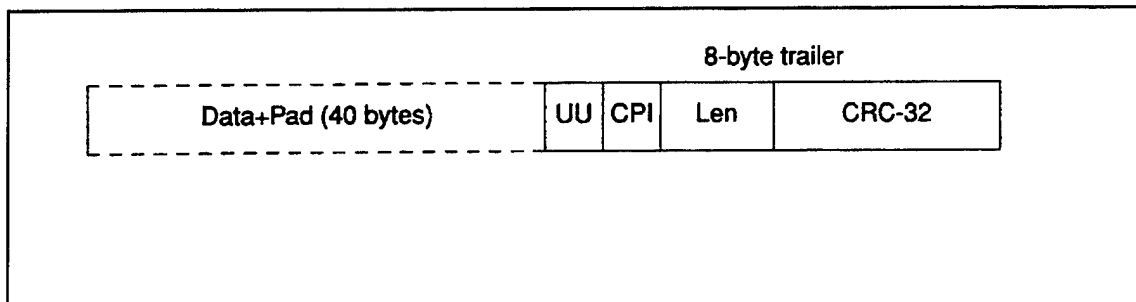 8-byte trailer
Data+Pad (40 bytes) UU CPI Len CRC-32